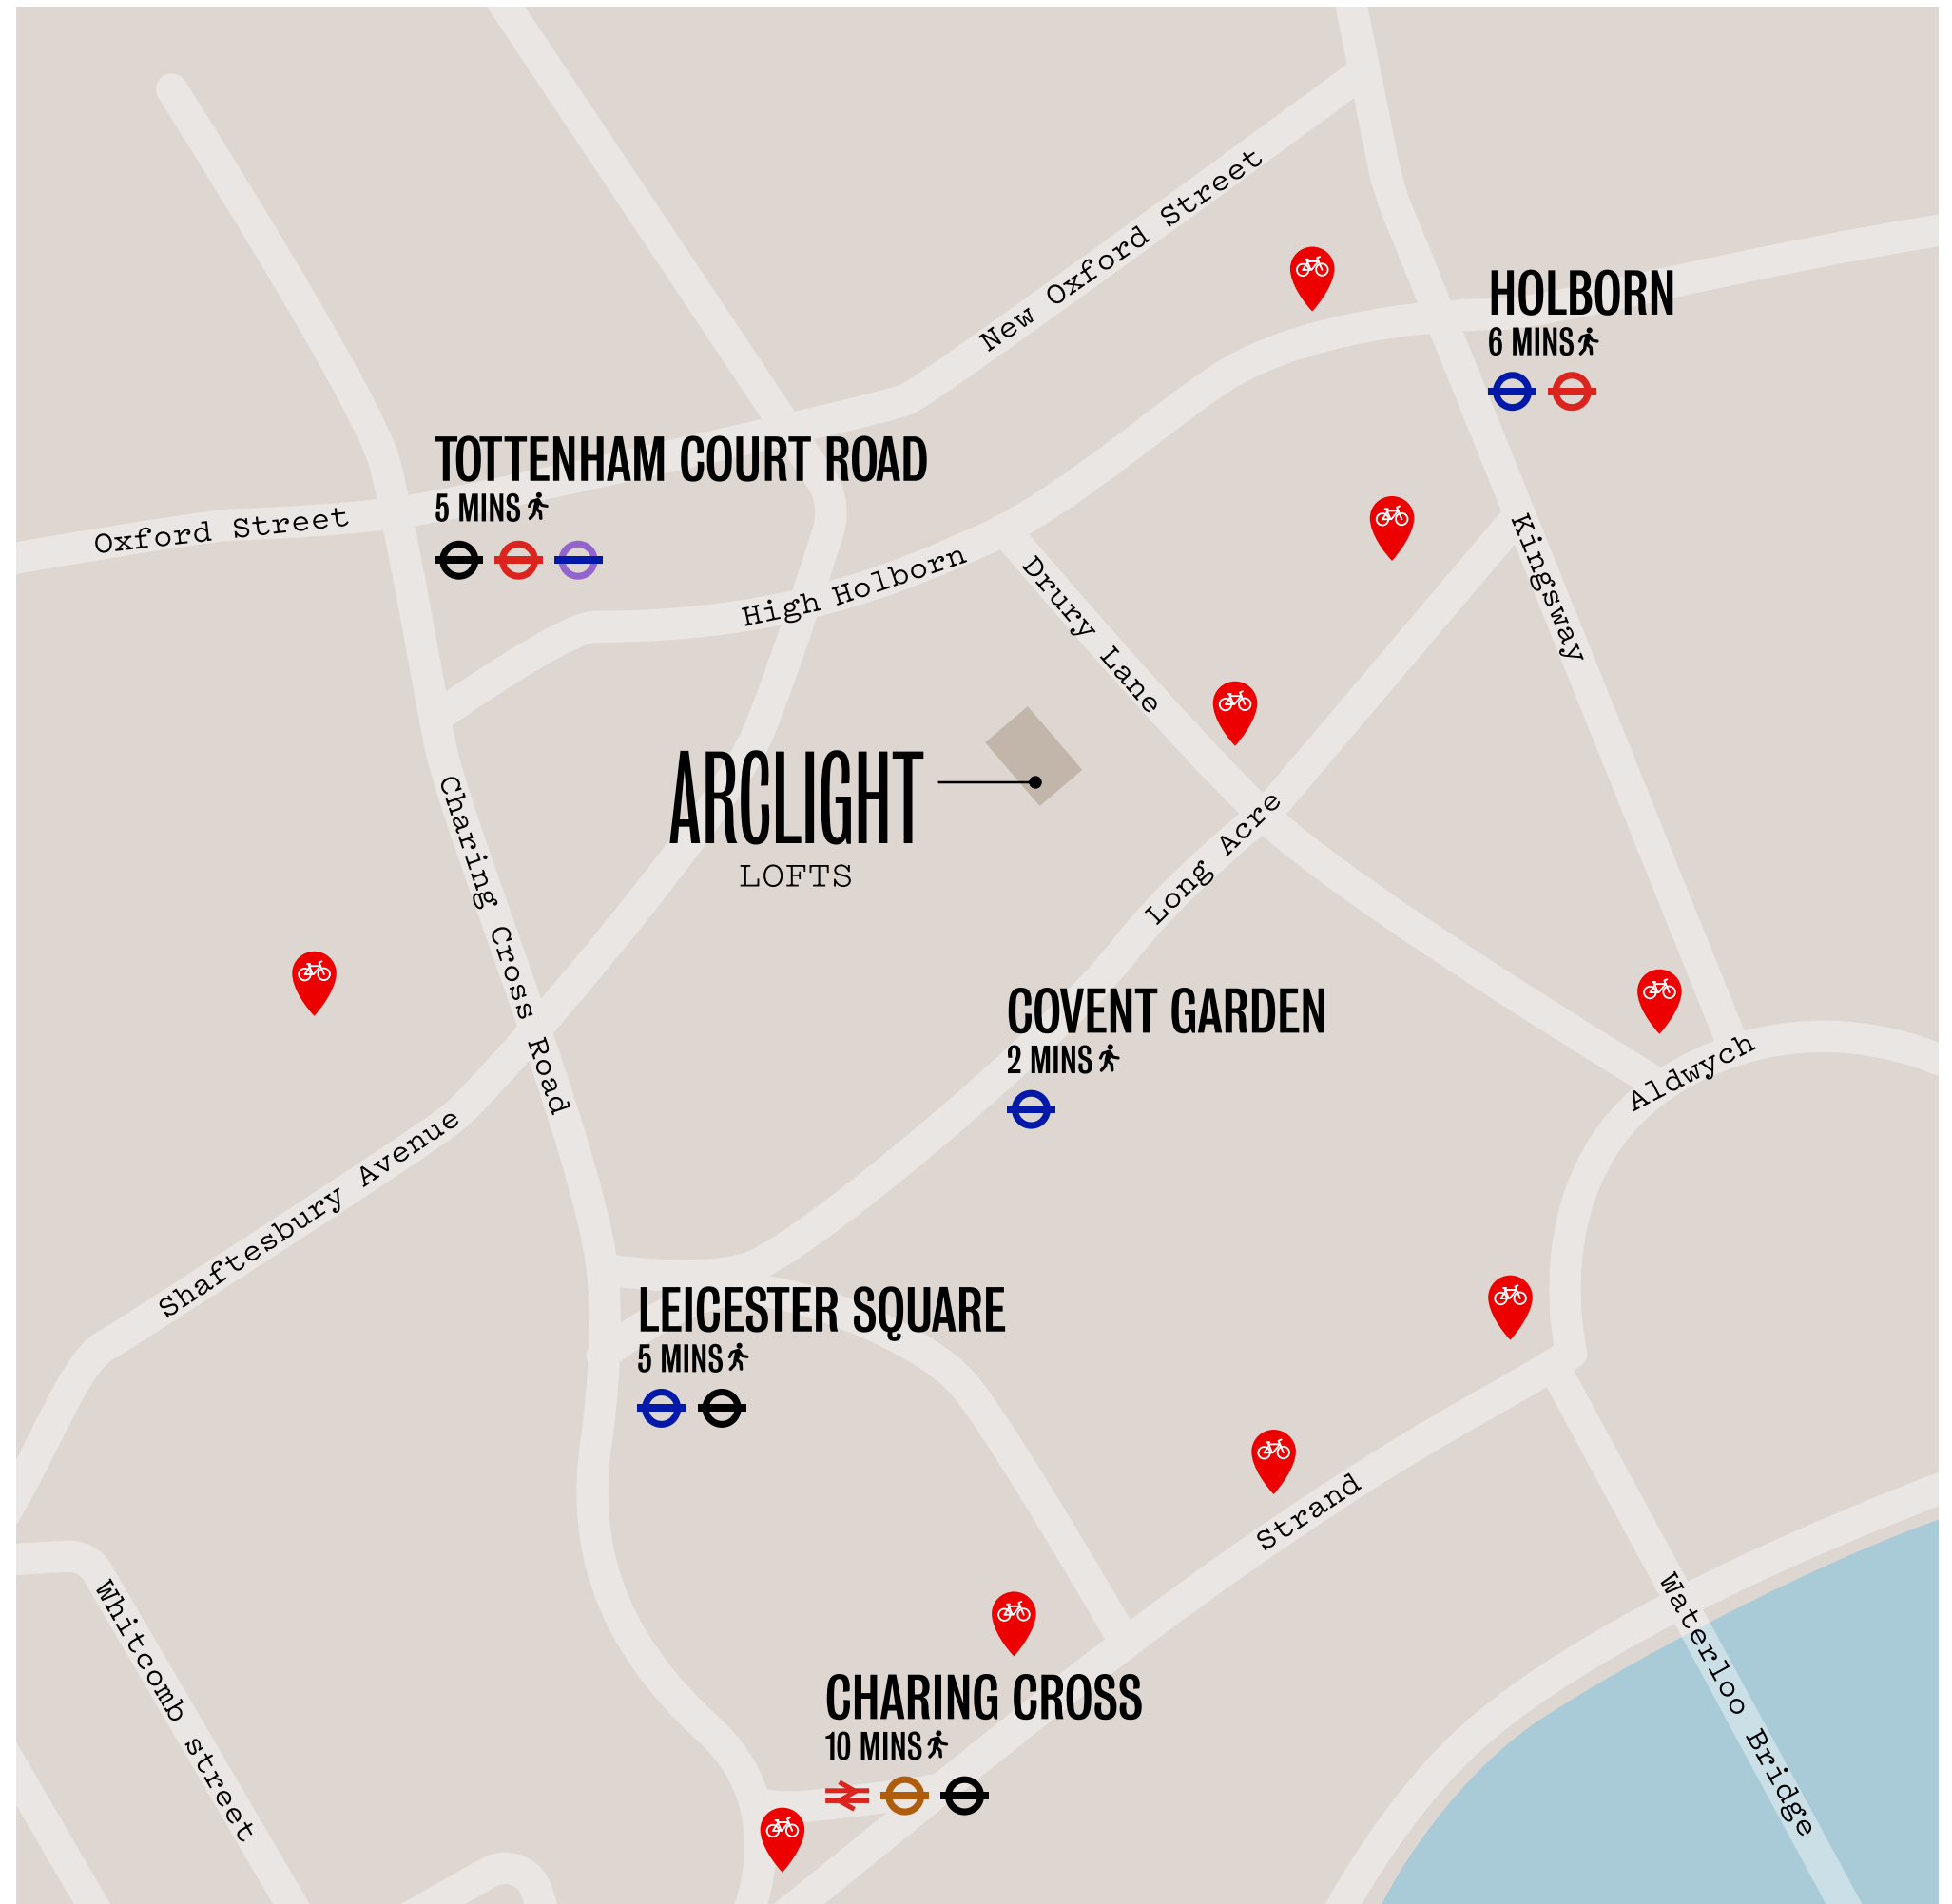 New Oxford Street
HOLBORN
6 MINS
TOTTENHAM COURT ROAD
5 MINS
Oxford Street
High Holborn
Drury Lane
Kingsway
ARCLIGHT
LOFTS
Charing Cross Road
Long Acre
COVENT GARDEN
2 MINS
Aldwych
Shaftesbury Avenue
LEICESTER SQUARE
5 MINS
Strand
Whitcomb street
Waterloo Bridge
CHARING CROSS
10 MINS